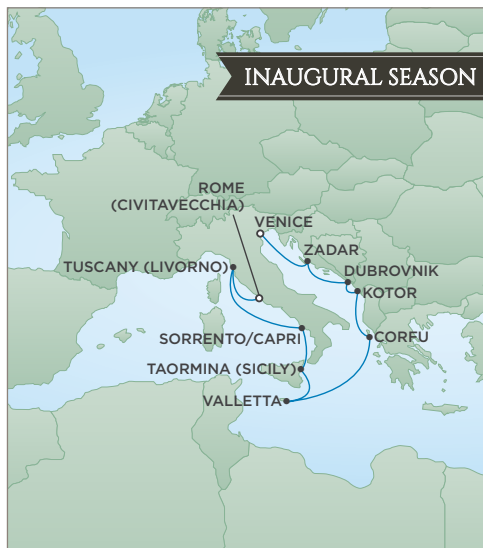 INAUGURAL SEASON
ROME
(CIVITAVECCHIA)
VENICE
ZADAR
TUSCANY (LIVORNO)
DUBROVNIK
KOTOR
SORRENTO/CAPRI
CORFU
TAORMINA (SICILY)
VALLETTA